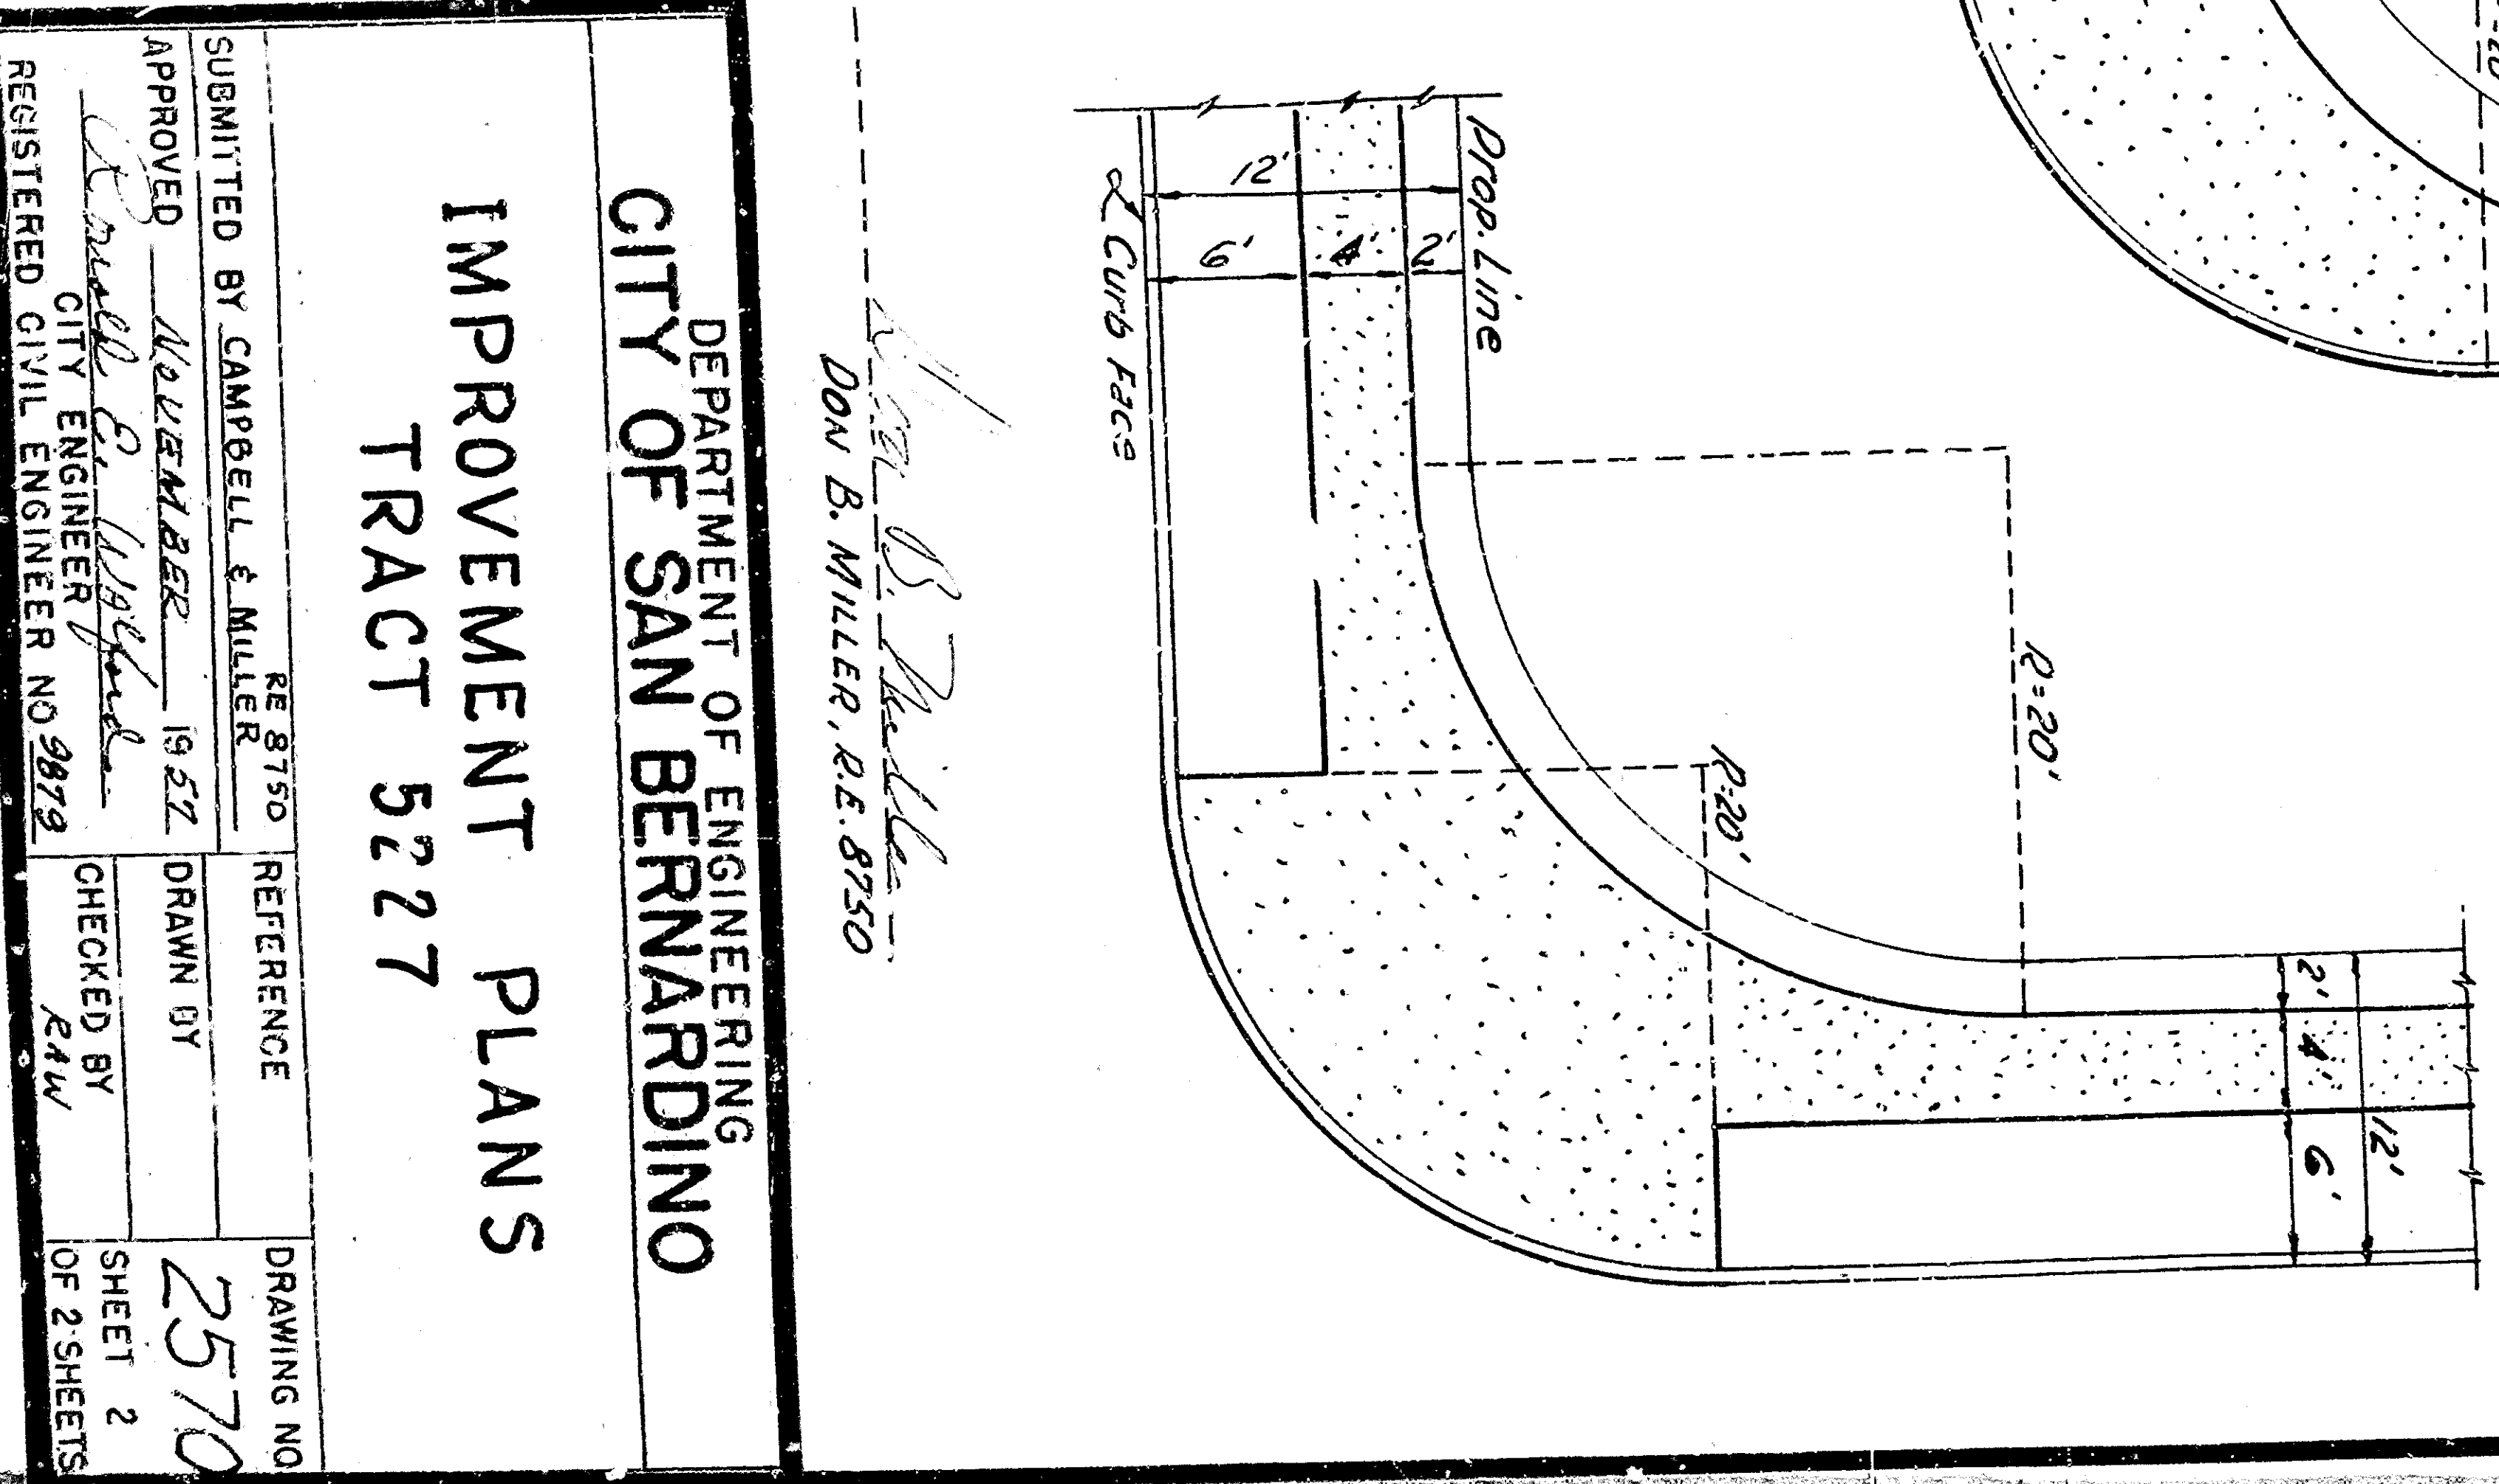 R=20'
R=20'
2'
4'
6'
12'
Prop. Line
12'
6'
4'
2'
Curb Face
Don B. Miller
DON B. MILLER, R.E. 8750
DEPARTMENT OF ENGINEERING
CITY OF SAN BERNARDINO
IMPROVEMENT PLANS
TRACT 5227
RE 8750
SUBMITTED BY CAMPBELL & MILLER
APPROVED NOVEMBER 1957
CITY ENGINEER
REGISTERED CIVIL ENGINEER NO. 9879
REFERENCE
DRAWN BY
CHECKED BY
RAW
DRAWING NO
2570
SHEET 2
OF 2 SHEETS